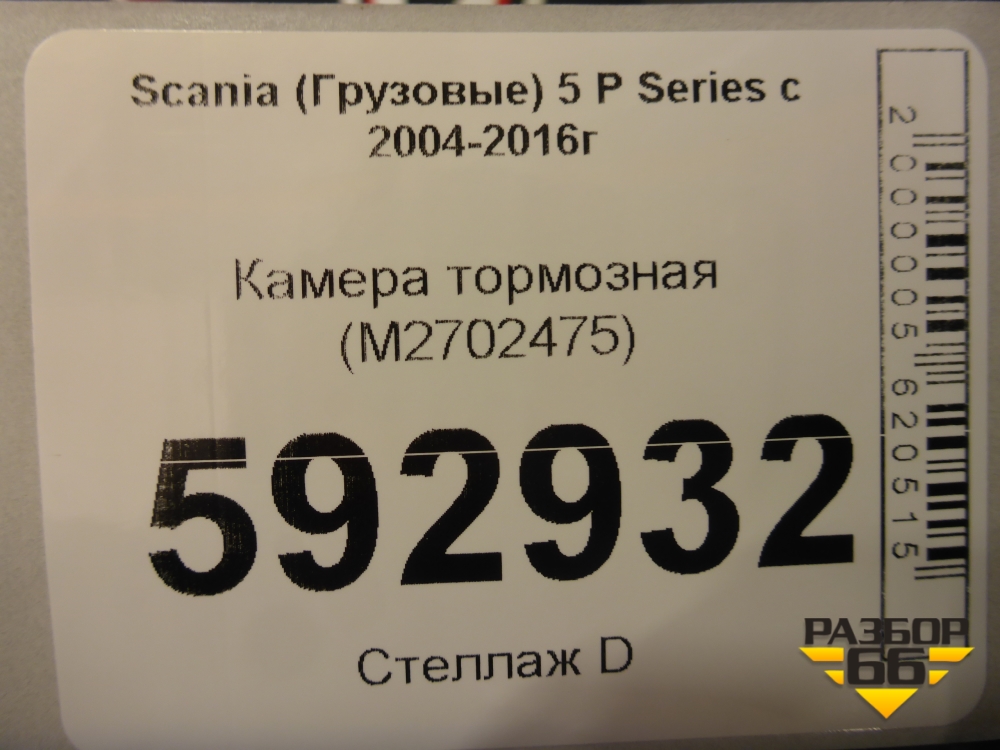 Scania (Грузовые) 5 P Series с
2004-2016г
Камера тормозная
(M2702475)
592932
Стеллаж D
2000005620515
РАЗБОР
66